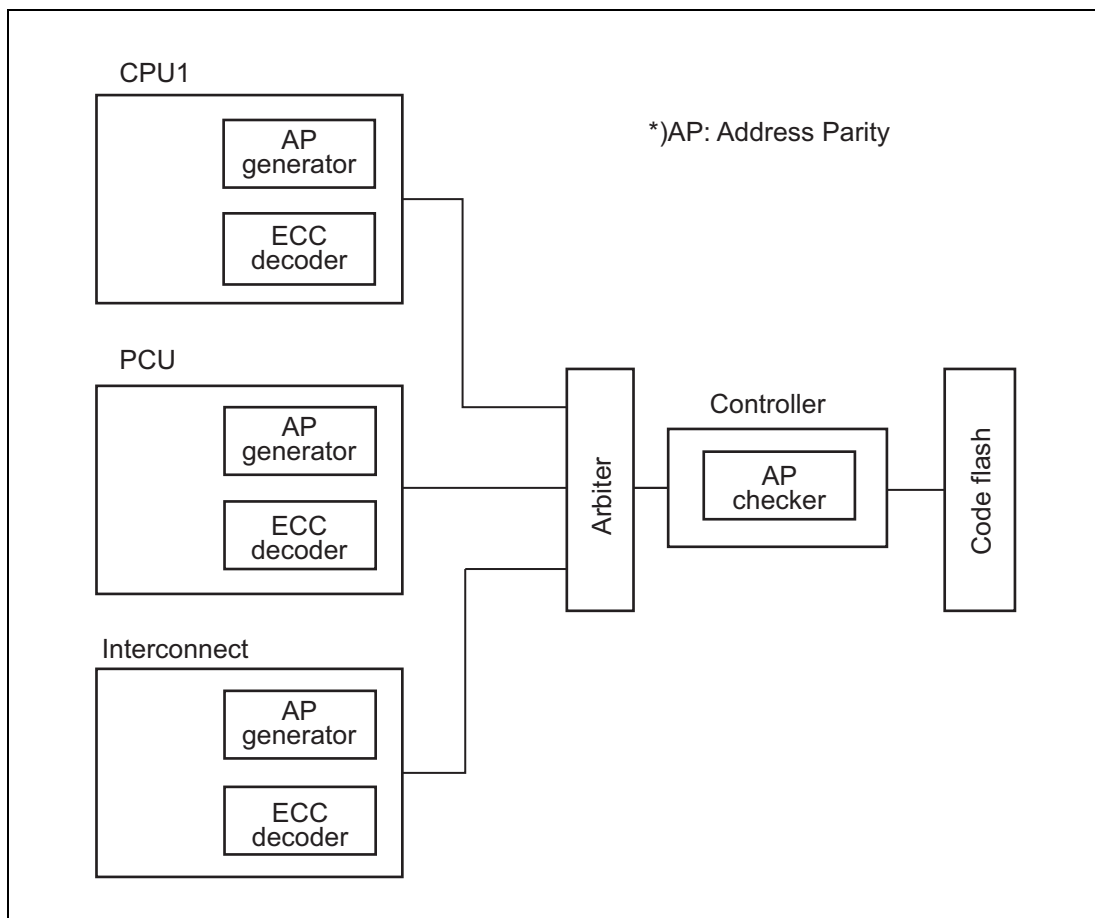 CPU1
AP
generator
ECC
decoder
*)AP: Address Parity
PCU
AP
generator
ECC
decoder
Arbiter
Controller
AP
checker
Code flash
Interconnect
AP
generator
ECC
decoder